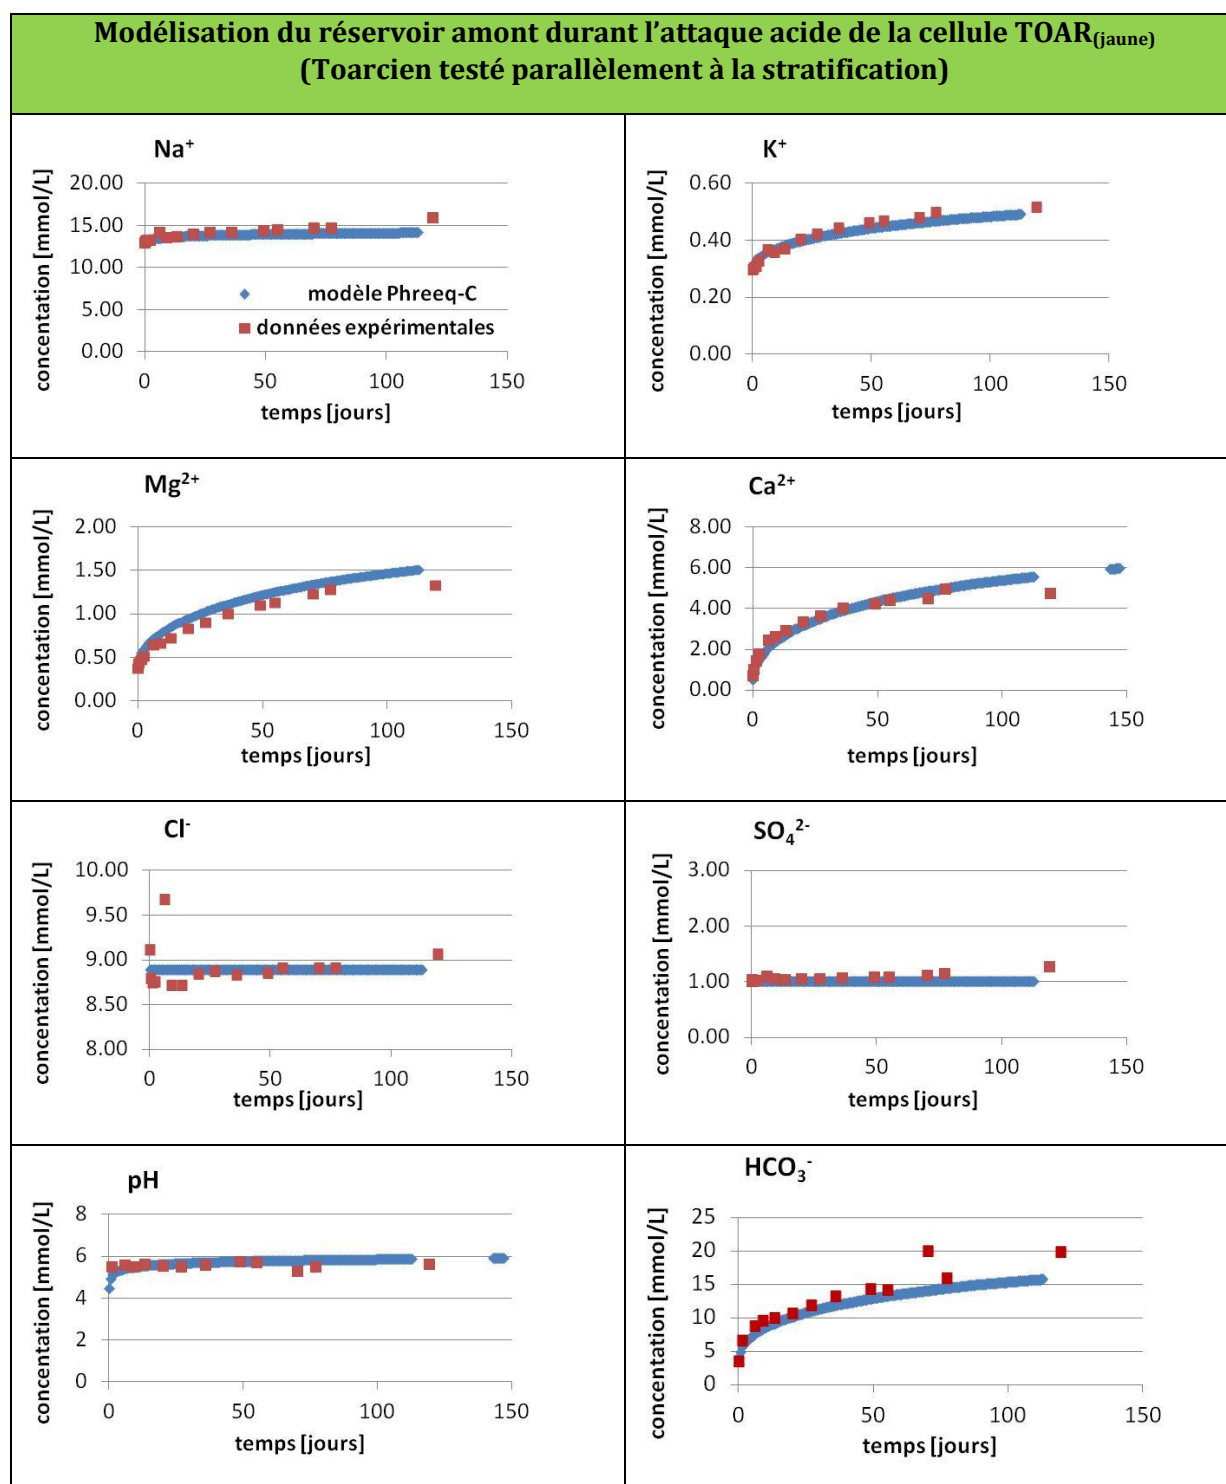 Modélisation du réservoir amont durant l'attaque acide de la cellule TOAR(jaune)
(Toarcien testé parallèlement à la stratification)
Na⁺
concentation [mmol/L]
20.00
15.00
10.00
5.00
0.00
modèle Phreeq-C
données expérimentales
0 50 100 150
temps [jours]
K⁺
concentation [mmol/L]
0.60
0.40
0.20
0.00
0 50 100 150
temps [jours]
Mg²⁺
concentation [mmol/L]
2.00
1.50
1.00
0.50
0.00
0 50 100 150
temps [jours]
Ca²⁺
concentation [mmol/L]
8.00
6.00
4.00
2.00
0.00
0 50 100 150
temps [jours]
Cl⁻
concentation [mmol/L]
10.00
9.50
9.00
8.50
8.00
0 50 100 150
temps [jours]
SO₄²⁻
concentation [mmol/L]
3.00
2.00
1.00
0.00
0 50 100 150
temps [jours]
pH
concentation [mmol/L]
8
6
4
2
0
0 50 100 150
temps [jours]
HCO₃⁻
concentation [mmol/L]
25
20
15
10
5
0
0 50 100 150
temps [jours]